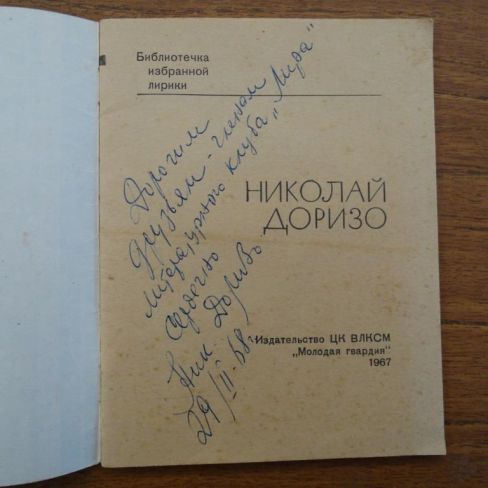 Библиотечка
избранной
лирики
Дорогим
друзьям - членам
литературного клуба „Лира"
сердечно
Ник Доризо
29/II-68г.
НИКОЛАЙ
ДОРИЗО
Издательство ЦК ВЛКСМ
„Молодая гвардия"
1967